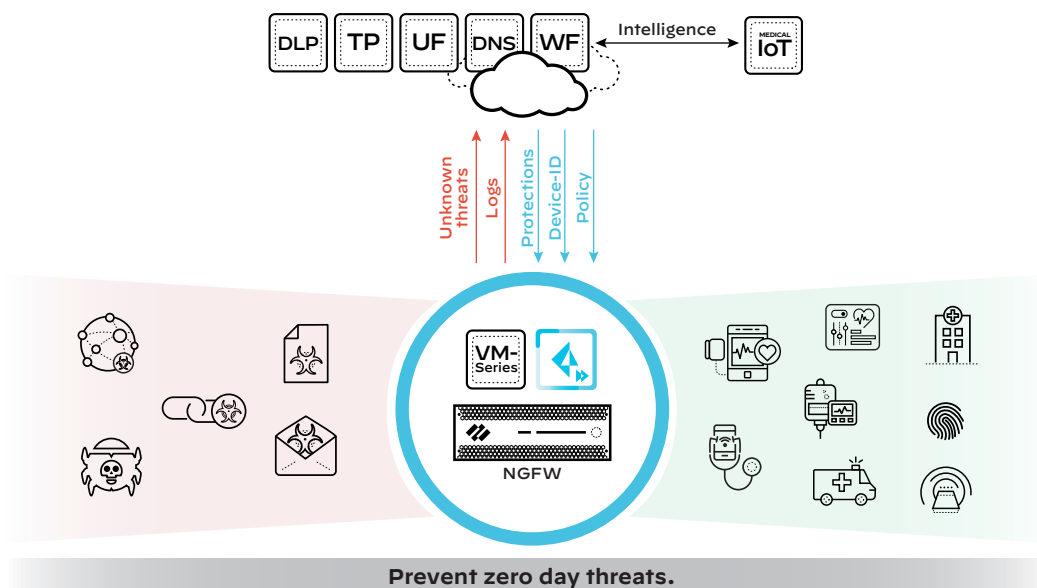 DLP
TP
UF
DNS
WF
Intelligence
MEDICAL
IoT
Unknown
threats
Logs
Protections
Device-ID
Policy
VM-
Series
NGFW
Prevent zero day threats.